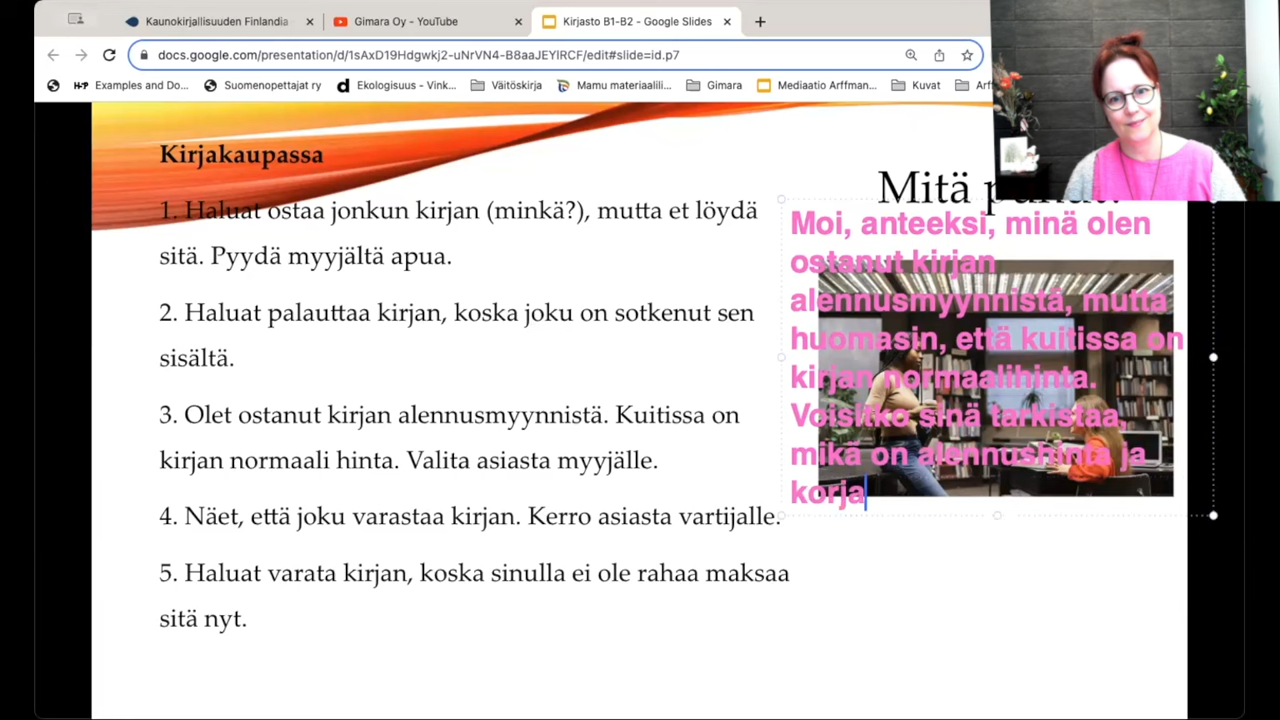 Kaunokirjallisuuden Finlandia
Gimara Oy - YouTube
Kirjasto B1-B2 - Google Slides
docs.google.com/presentation/d/1sAxD19Hdgwkj2-uNrVN4-B8aaJEYlRCF/edit#slide=id.p7
Examples and Do...
Suomenopettajat ry
Ekologisuus - Vink...
Väitöskirja
Mamu materiaalili...
Gimara
Mediaatio Arffman...
Kuvat
Kirjakaupassa
1. Haluat ostaa jonkun kirjan (minkä?), mutta et löydä
sitä. Pyydä myyjältä apua.
2. Haluat palauttaa kirjan, koska joku on sotkenut sen
sisältä.
3. Olet ostanut kirjan alennusmyynnistä. Kuitissa on
kirjan normaali hinta. Valita asiasta myyjälle.
4. Näet, että joku varastaa kirjan. Kerro asiasta vartijalle.
5. Haluat varata kirjan, koska sinulla ei ole rahaa maksaa
sitä nyt.
Mitä
Moi, anteeksi, minä olen
ostanut kirjan
alennusmyynnistä, mutta
huomasin, että kuitissa on
kirjan normaalihinta.
Voisitko sinä tarkistaa,
mikä on alennushinta ja
korja